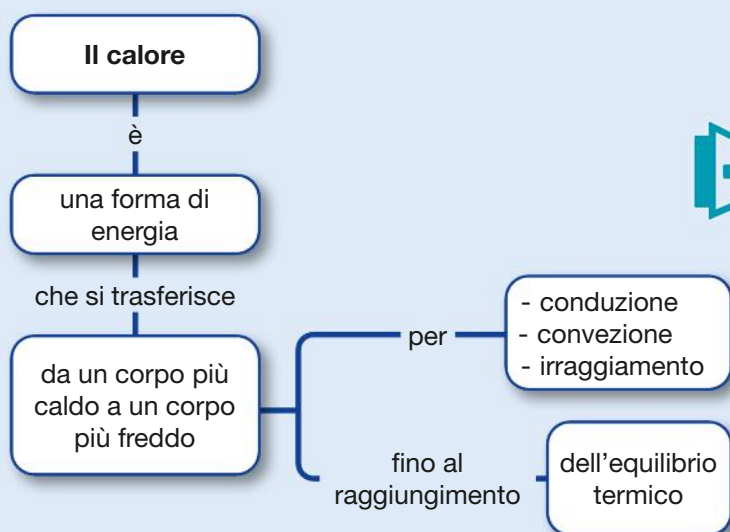 Il calore
è
una forma di
energia
che si trasferisce
da un corpo più
caldo a un corpo
più freddo
per
- conduzione
- convezione
- irraggiamento
fino al
raggiungimento
dell'equilibrio
termico